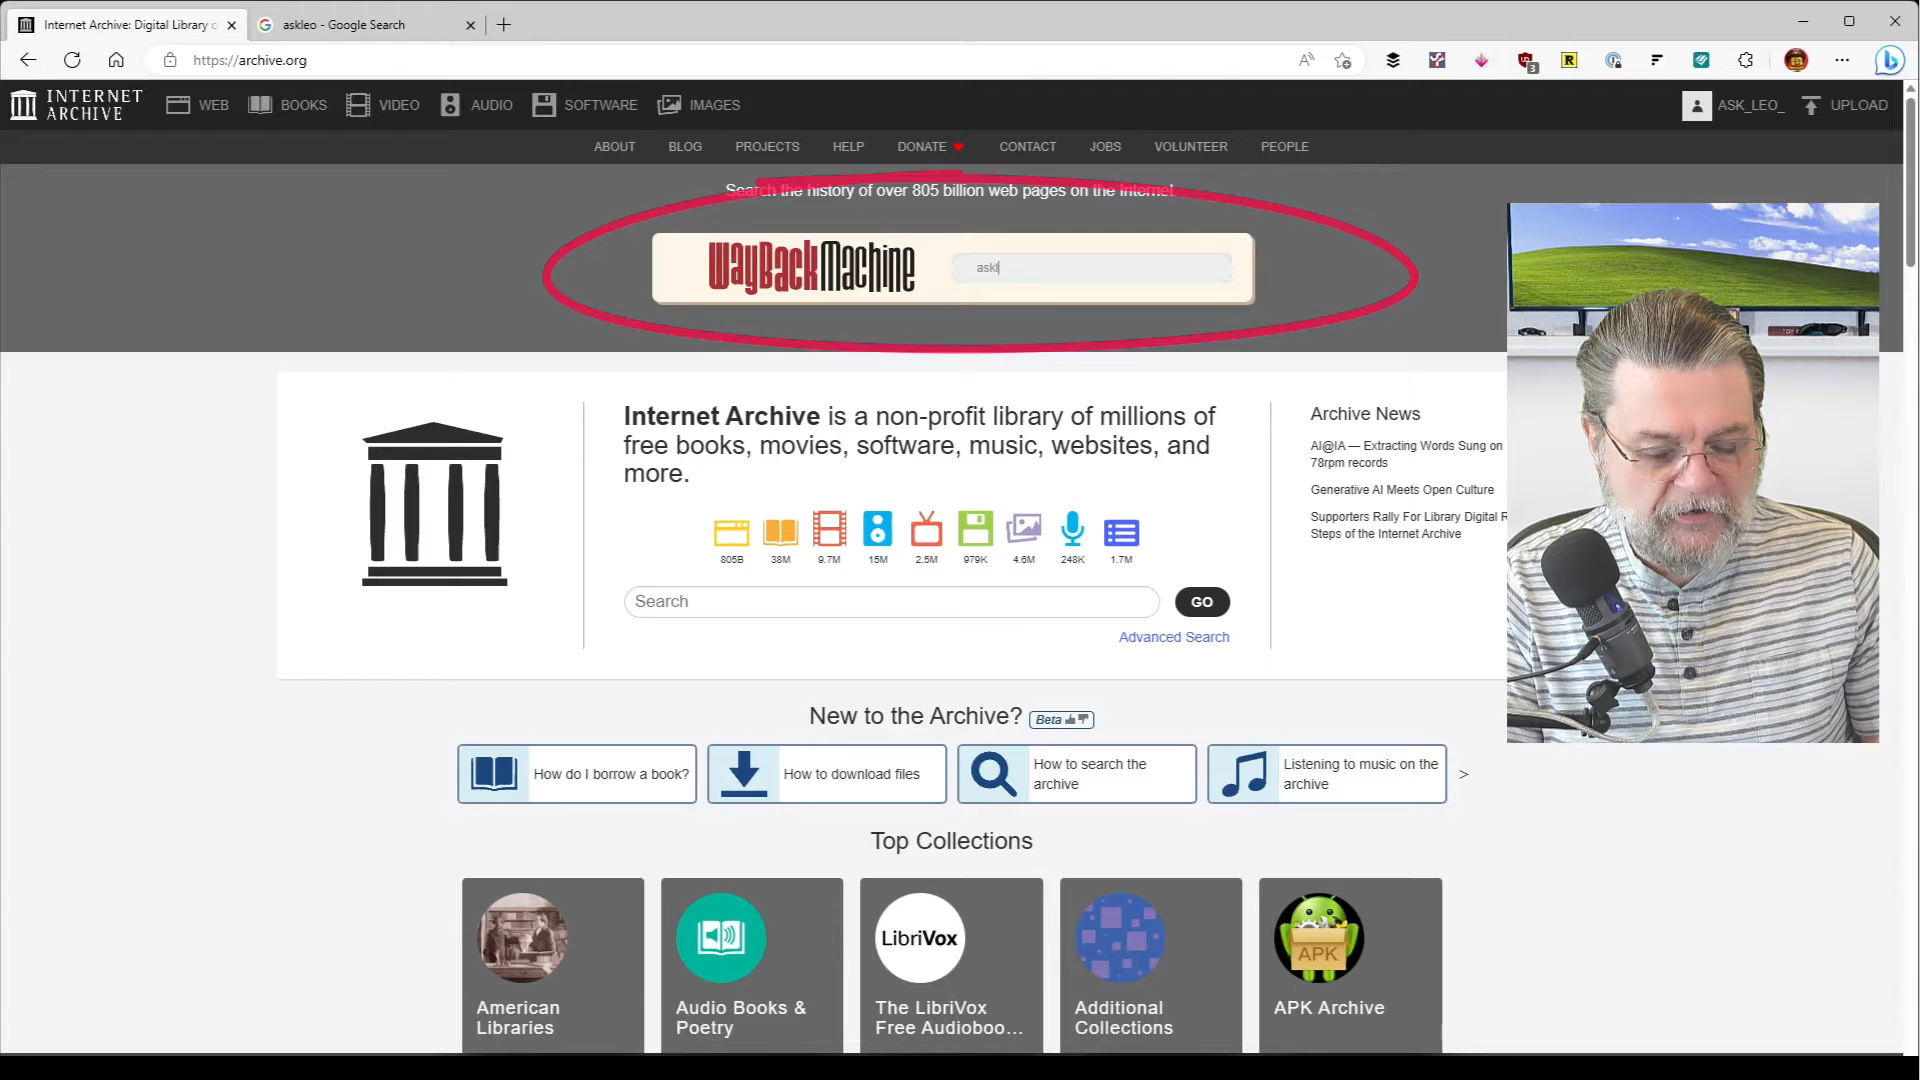 Internet Archive: Digital Library o
askleo - Google Search
https://archive.org
3
INTERNET
ARCHIVE
WEB
BOOKS
VIDEO
AUDIO
SOFTWARE
IMAGES
ASK_LEO_
UPLOAD
ABOUT
BLOG
PROJECTS
HELP
DONATE
CONTACT
JOBS
VOLUNTEER
PEOPLE
Search the history of over 805 billion web pages on the Internet.
WayBackMachine
askl
Internet Archive is a non-profit library of millions of
free books, movies, software, music, websites, and
more.
805B
38M
9.7M
15M
2.5M
979K
4.6M
248K
1.7M
Search
GO
Advanced Search
Archive News
AI@IA — Extracting Words Sung on
78rpm records
Generative AI Meets Open Culture
Supporters Rally For Library Digital R
Steps of the Internet Archive
New to the Archive?
Beta
How do I borrow a book?
How to download files
How to search the
archive
Listening to music on the
archive
>
Top Collections
LibriVox
APK
American
Libraries
Audio Books &
Poetry
The LibriVox
Free Audioboo...
Additional
Collections
APK Archive